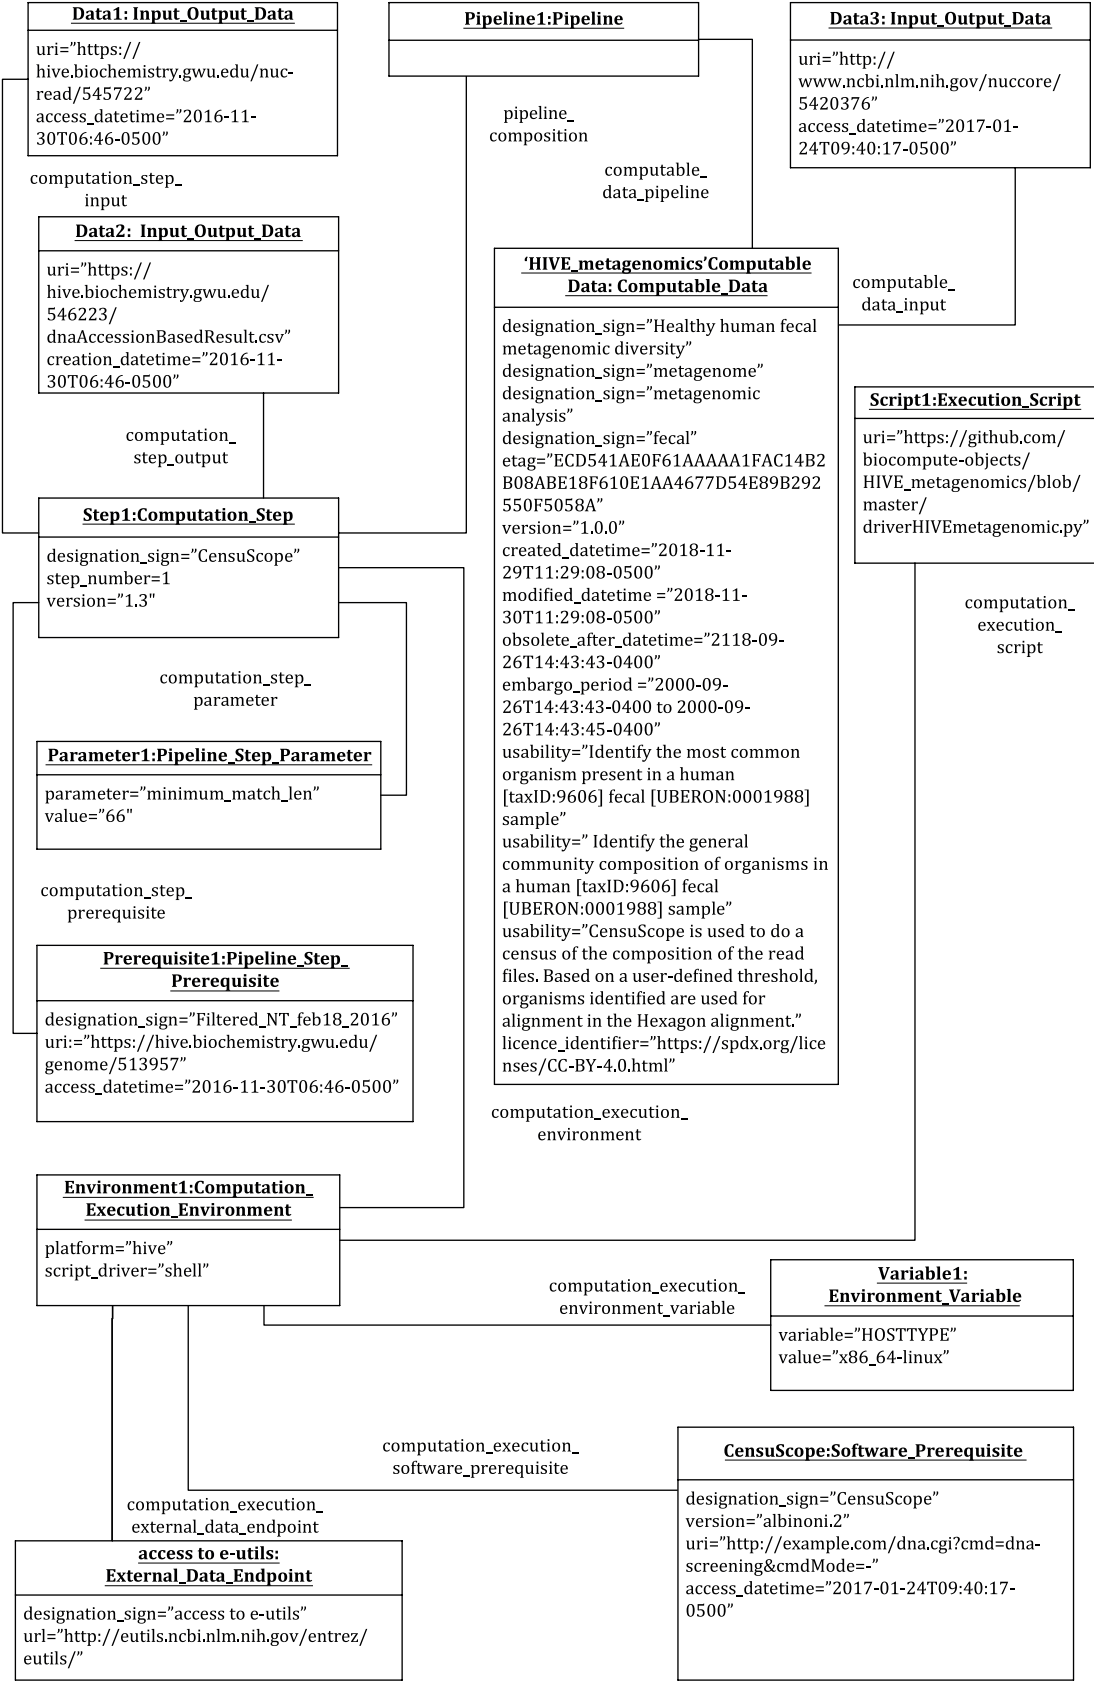 Data1: Input_Output_Data
uri=”https://
hive.biochemistry.gwu.edu/nuc-
read/545722”
access_datetime=”2016-11-
30T06:46-0500”
Pipeline1:Pipeline
Data3: Input_Output_Data
uri=”http://
www.ncbi.nlm.nih.gov/nuccore/
5420376”
access_datetime=”2017-01-
24T09:40:17-0500”
pipeline_
composition
computable_
data_pipeline
computation_step_
input
Data2:  Input_Output_Data
uri=”https://
hive.biochemistry.gwu.edu/
546223/
dnaAccessionBasedResult.csv”
creation_datetime=”2016-11-
30T06:46-0500”
computable_
data_input
‘HIVE_metagenomics’Computable
Data: Computable_Data
designation_sign=”Healthy human fecal
metagenomic diversity”
designation_sign=”metagenome”
designation_sign=”metagenomic
analysis”
designation_sign=”fecal”
etag=”ECD541AE0F61AAAAA1FAC14B2
B08ABE18F610E1AA4677D54E89B292
550F5058A”
version=”1.0.0”
created_datetime=”2018-11-
29T11:29:08-0500”
modified_datetime =”2018-11-
30T11:29:08-0500”
obsolete_after_datetime=”2118-09-
26T14:43:43-0400”
embargo_period =”2000-09-
26T14:43:43-0400 to 2000-09-
26T14:43:45-0400”
usability=”Identify the most common
organism present in a human
[taxID:9606] fecal [UBERON:0001988]
sample”
usability=” Identify the general
community composition of organisms in
a human [taxID:9606] fecal
[UBERON:0001988] sample”
usability=”CensuScope is used to do a
census of the composition of the read
files. Based on a user-defined threshold,
organisms identified are used for
alignment in the Hexagon alignment.”
licence_identifier=”https://spdx.org/lice
nses/CC-BY-4.0.html”
Script1:Execution_Script
uri=”https://github.com/
biocompute-objects/
HIVE_metagenomics/blob/
master/
driverHIVEmetagenomic.py”
computation_
step_output
Step1:Computation_Step
designation_sign=”CensuScope”
step_number=1
version=”1.3"
computation_
execution_
script
computation_step_
parameter
Parameter1:Pipeline_Step_Parameter
parameter=”minimum_match_len”
value=”66"
computation_step_
prerequisite
Prerequisite1:Pipeline_Step_
Prerequisite
designation_sign=”Filtered_NT_feb18_2016”
uri:=”https://hive.biochemistry.gwu.edu/
genome/513957”
access_datetime=”2016-11-30T06:46-0500”
computation_execution_
environment
Environment1:Computation_
Execution_Environment
platform=”hive”
script_driver=”shell”
computation_execution_
environment_variable
Variable1:
Environment_Variable
variable=”HOSTTYPE”
value=”x86_64-linux”
computation_execution_
software_prerequisite
CensuScope:Software_Prerequisite
designation_sign=”CensuScope”
version=”albinoni.2”
uri=”http://example.com/dna.cgi?cmd=dna-
screening&cmdMode=-”
access_datetime=”2017-01-24T09:40:17-
0500”
computation_execution_
external_data_endpoint
access to e-utils:
External_Data_Endpoint
designation_sign=”access to e-utils”
url=”http://eutils.ncbi.nlm.nih.gov/entrez/
eutils/”